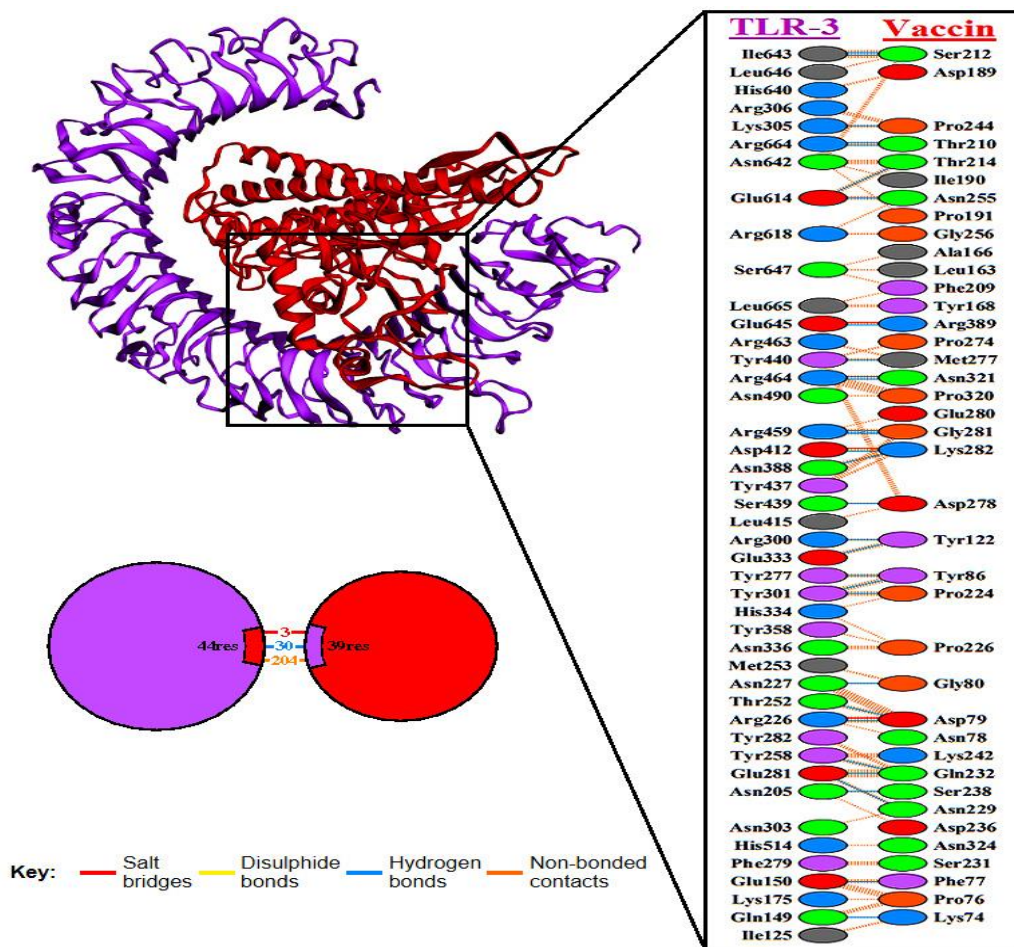 TLR-3 Vaccin
Ile643 Ser212
Leu646 Asp189
His640
Arg306
Lys305 Pro244
Arg664 Thr210
Asn642 Thr214
Ile190
Glu614 Asn255
Pro191
Arg618 Gly256
Ala166
Ser647 Leu163
Phe209
Leu665 Tyr168
Glu645 Arg389
Arg463 Pro274
Tyr440 Met277
Arg464 Asn321
Asn490 Pro320
Glu280
Arg459 Gly281
Asp412 Lys282
Asn388
Tyr437
Ser439 Asp278
Leu415
Arg300 Tyr122
Glu333
Tyr277 Tyr86
Tyr301 Pro224
His334
Tyr358
Asn336 Pro226
Met253
Asn227 Gly80
Thr252
Arg226 Asp79
Tyr282 Asn78
Tyr258 Lys242
Glu281 Gln232
Asn205 Ser238
Asn229
Asn303 Asp236
His514 Asn324
Phe279 Ser231
Glu150 Phe77
Lys175 Pro76
Gln149 Lys74
Ile125
3
44res 30 39res
204
Key: Salt bridges Disulphide bonds Hydrogen bonds Non-bonded contacts